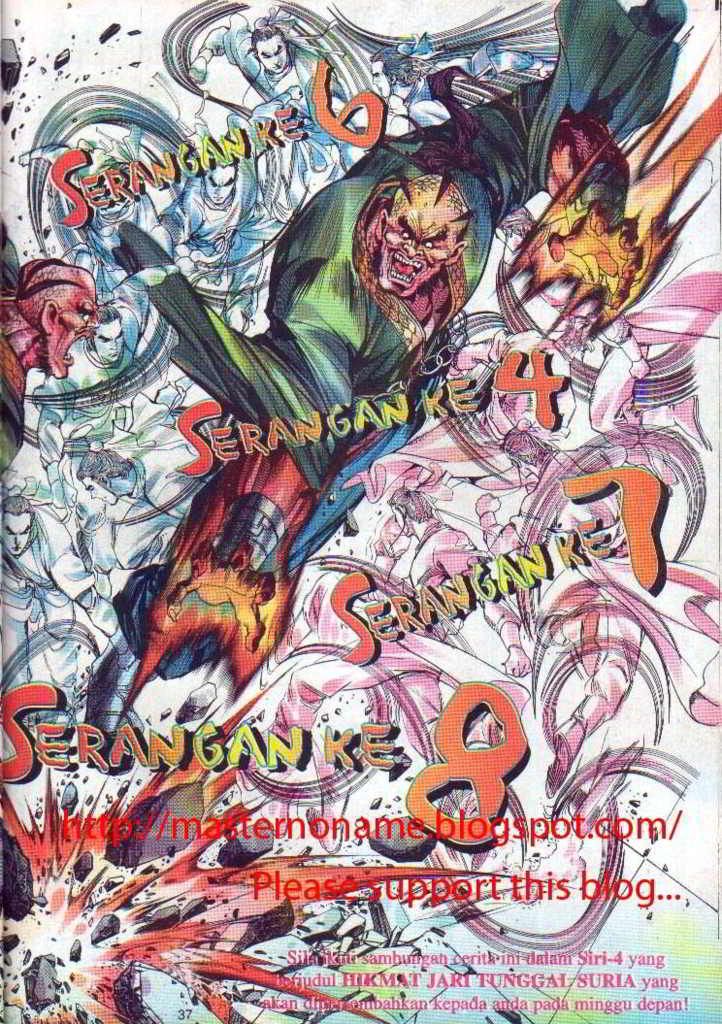 SERANGAN KE 6
SERANGAN KE 4
SERANGAN KE 7
SERANGAN KE 8
http://masternoname.blogspot.com/
Please support this blog...
Sila ikuti sambungan cerita ini dalam Siri-4 yang
berjudul HIKMAT JARI TUNGGAL SURIA yang
akan dipersembahkan kepada anda pada minggu depan!
37